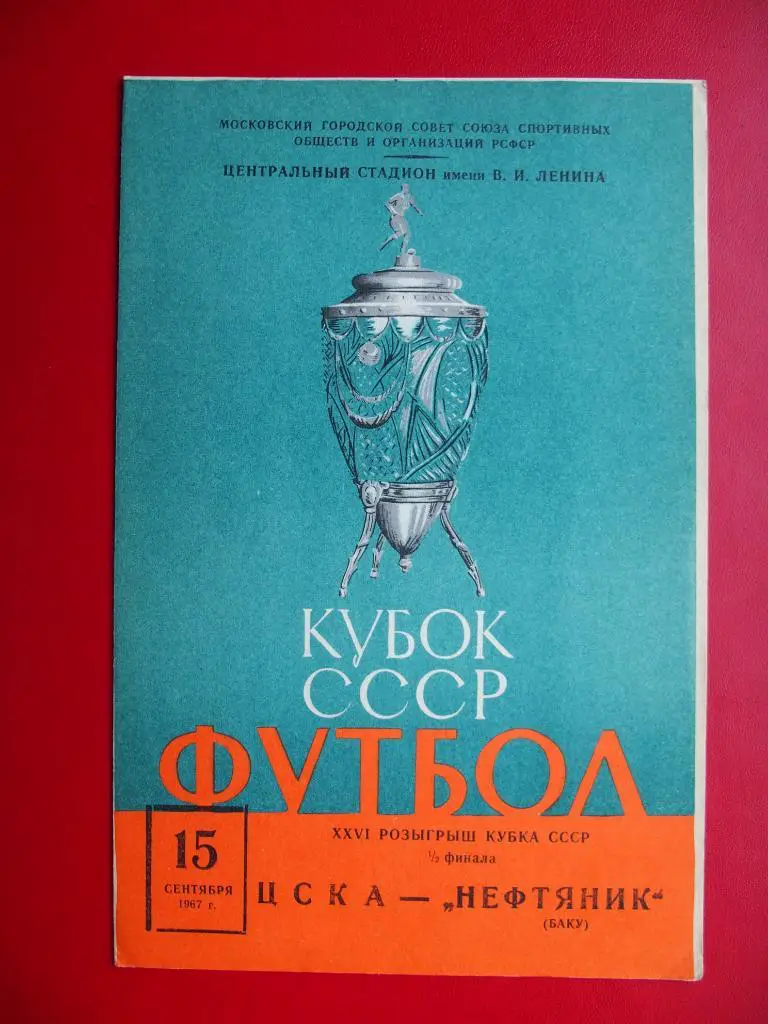 МОСКОВСКИЙ ГОРОДСКОЙ СОВЕТ СОЮЗА СПОРТИВНЫХ
ОБЩЕСТВ И ОРГАНИЗАЦИЙ РСФСР
ЦЕНТРАЛЬНЫЙ СТАДИОН имени В. И. ЛЕНИНА
КУБОК
СССР
ФУТБОЛ
XXVI РОЗЫГРЫШ КУБКА СССР
1/2 финала
15
СЕНТЯБРЯ
1967 г.
ЦСКА — „НЕФТЯНИК“
(БАКУ)